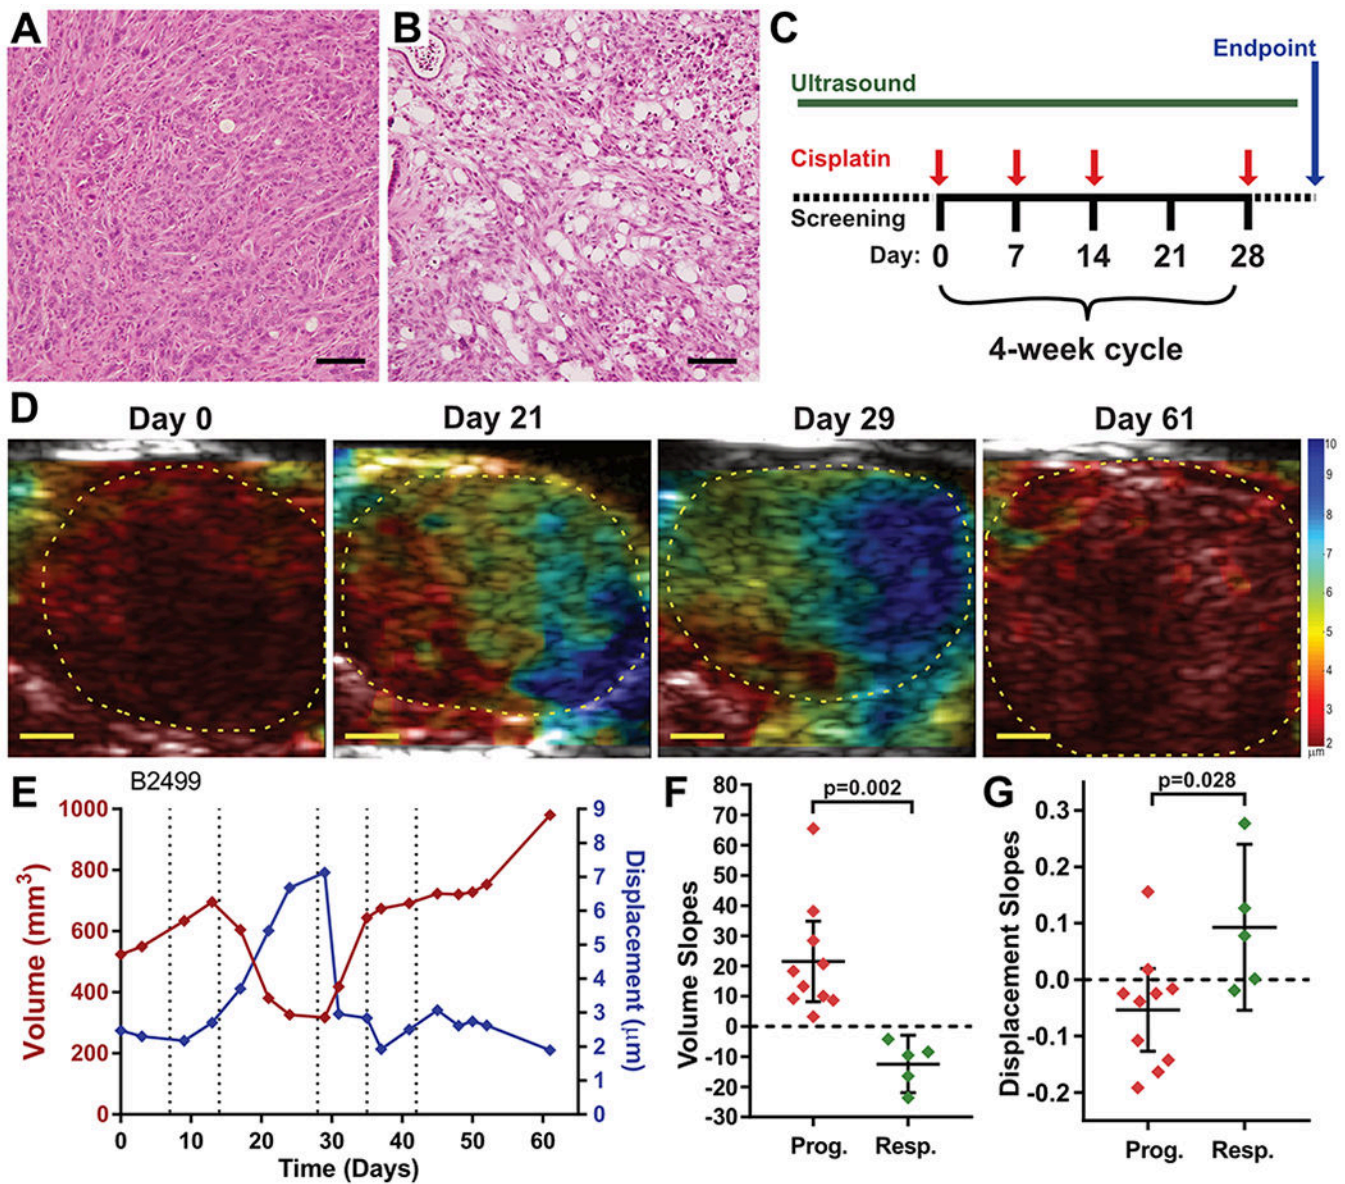 A
B
C
Endpoint
Ultrasound
Cisplatin
Screening
Day: 0 7 14 21 28
4-week cycle
D
Day 0
Day 21
Day 29
Day 61
10
9
8
7
6
5
4
3
2
μm
E
B2499
1000
800
600
400
200
0
Volume (mm³)
9
8
7
6
5
4
3
2
1
0
Displacement (μm)
0 10 20 30 40 50 60
Time (Days)
F
p=0.002
80
70
60
50
40
30
20
10
0
-10
-20
-30
Volume Slopes
Prog. Resp.
G
p=0.028
0.3
0.2
0.1
0.0
-0.1
-0.2
Displacement Slopes
Prog. Resp.